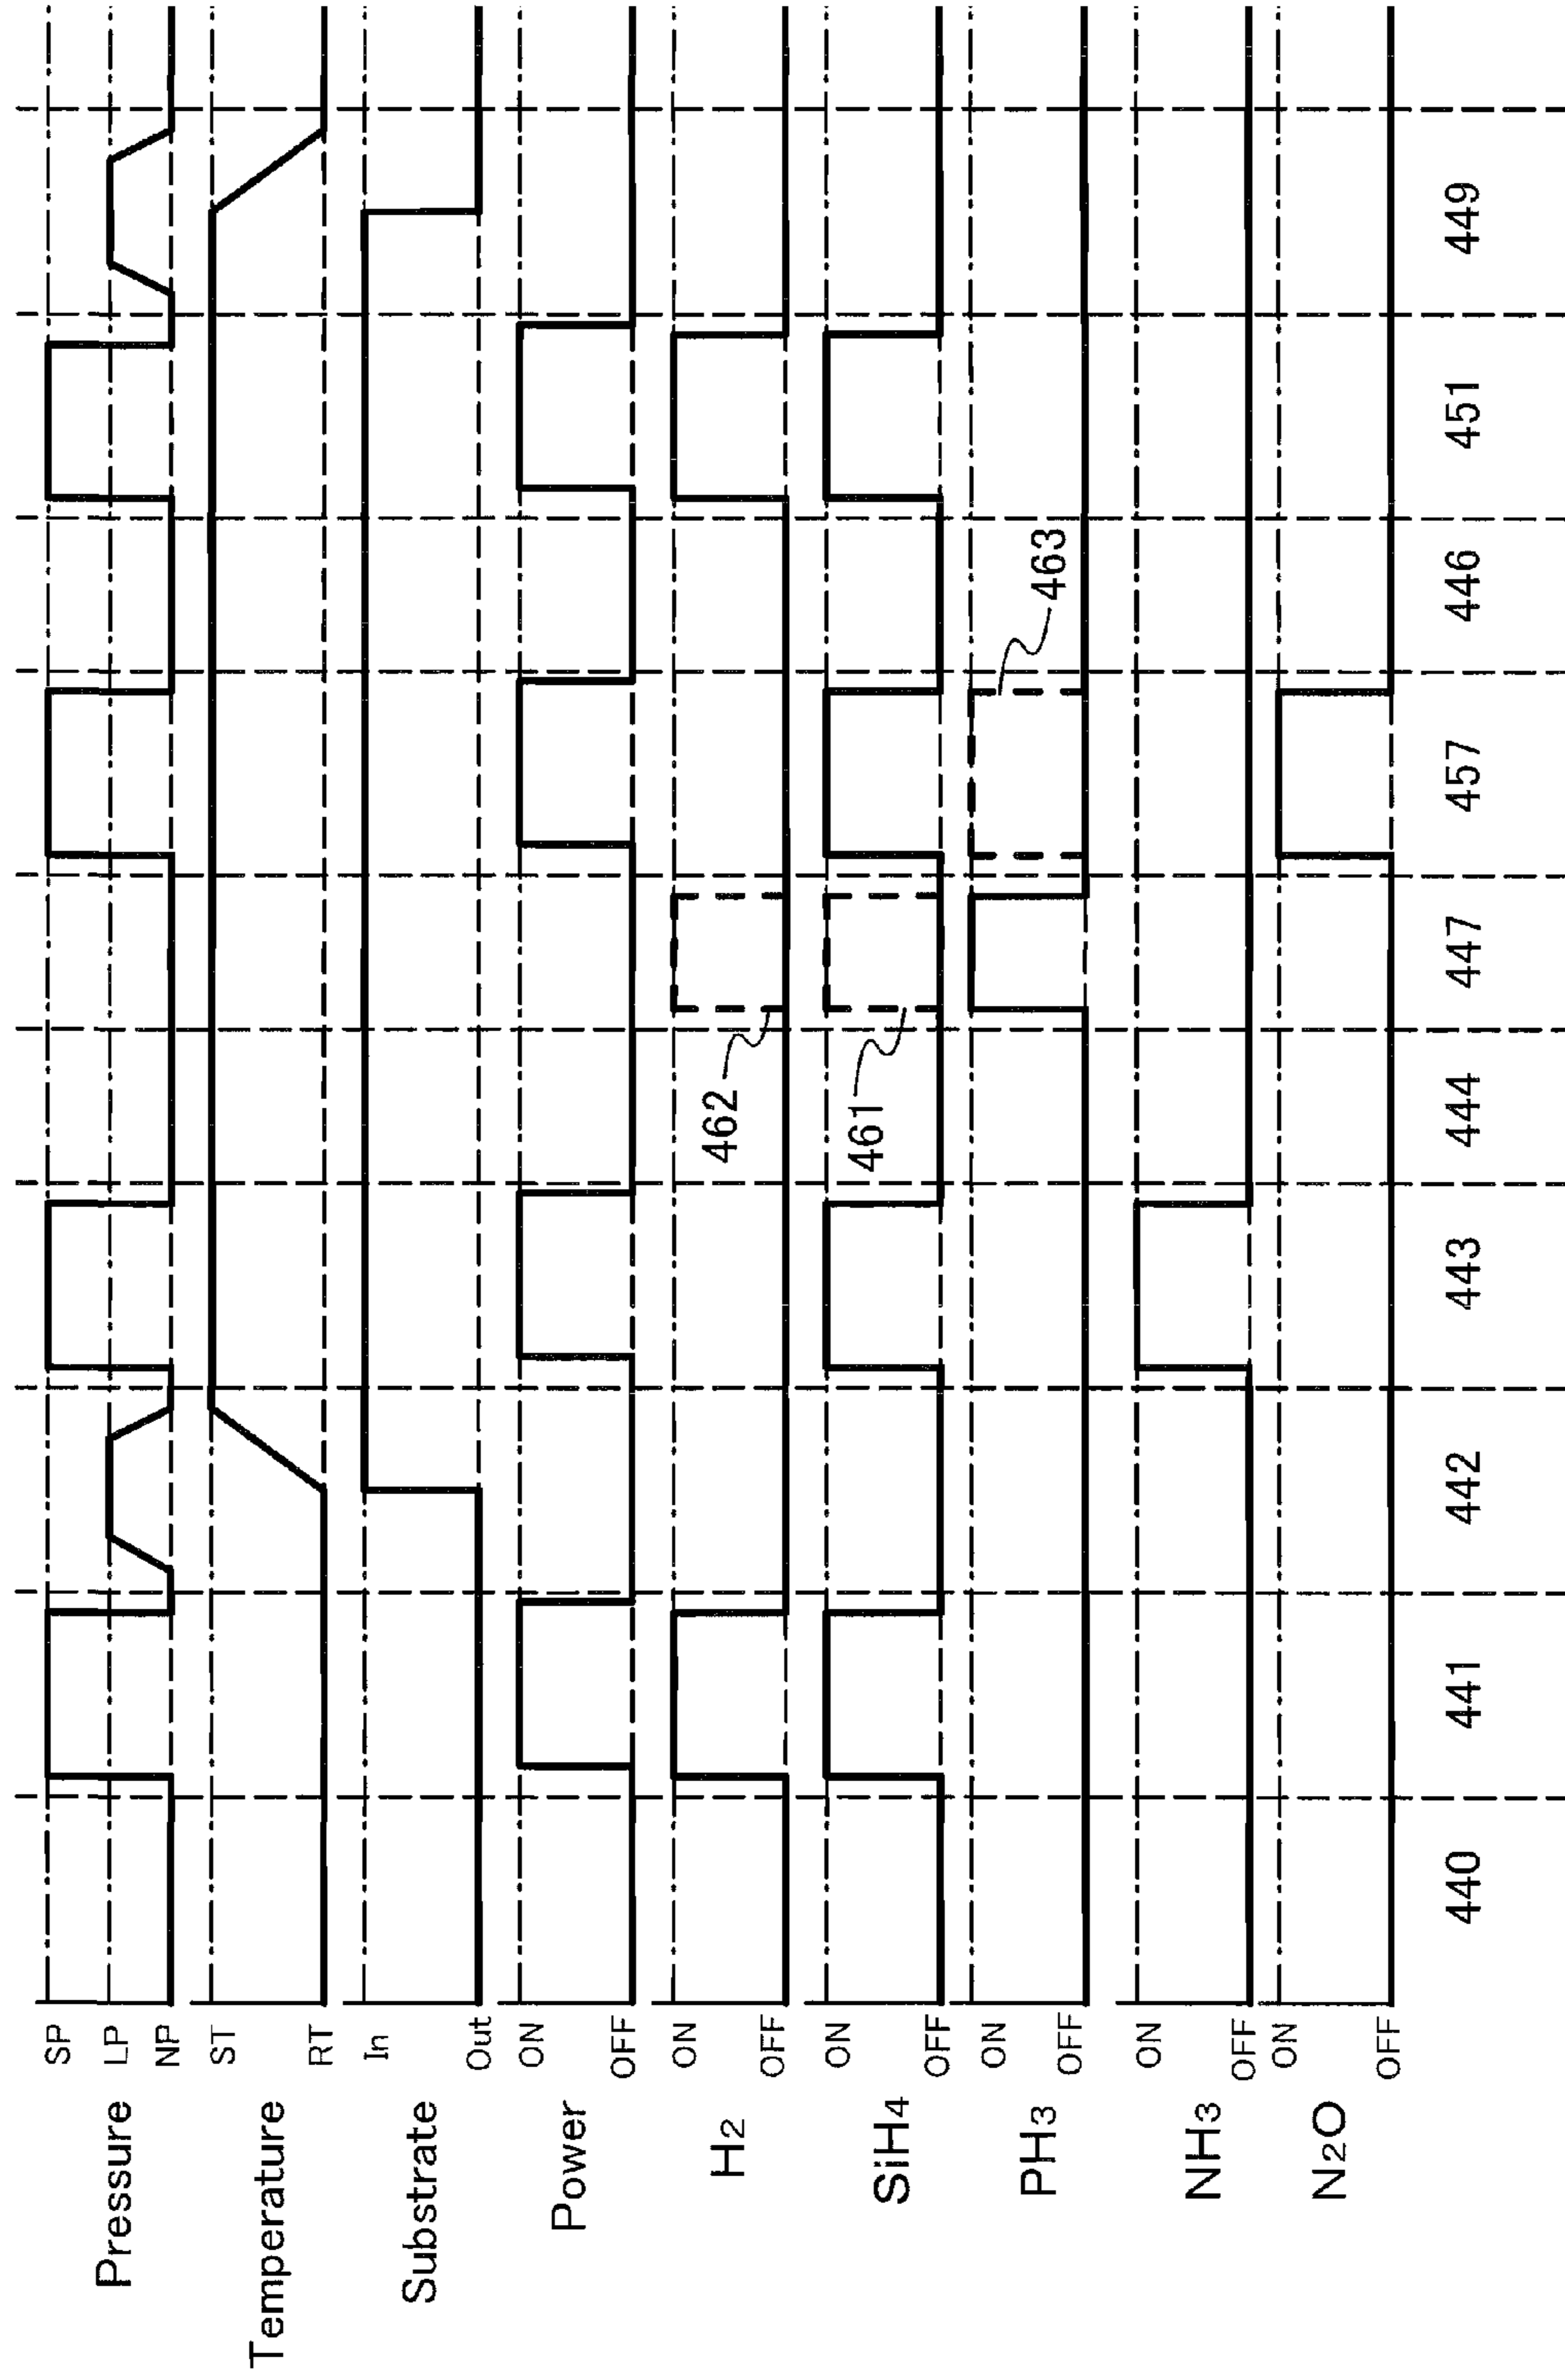 Pressure
SP
LP
NP
Temperature
ST
RT
Substrate
In
Out
Power
ON
OFF
H2
ON
OFF
462
SiH4
ON
OFF
461
PH3
ON
OFF
463
NH3
ON
OFF
N2O
ON
OFF
440 441 442 443 444 447 457 446 451 449